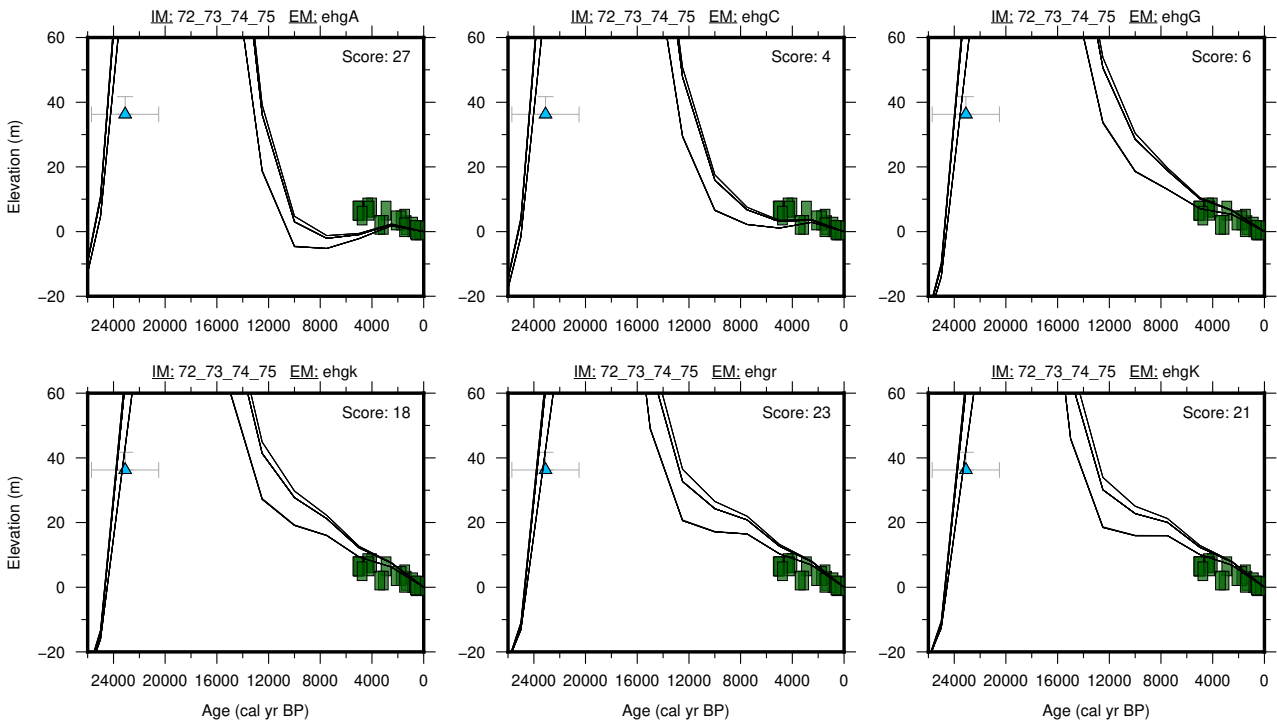 IM: 72_73_74_75 EM: ehgA
IM: 72_73_74_75 EM: ehgC
IM: 72_73_74_75 EM: ehgG
Score: 27
Score: 4
Score: 6
Elevation (m)
60
40
20
0
−20
60
40
20
0
−20
60
40
20
0
−20
24000 20000 16000 12000 8000 4000 0
24000 20000 16000 12000 8000 4000 0
24000 20000 16000 12000 8000 4000 0
IM: 72_73_74_75 EM: ehgk
IM: 72_73_74_75 EM: ehgr
IM: 72_73_74_75 EM: ehgK
Score: 18
Score: 23
Score: 21
Elevation (m)
60
40
20
0
−20
60
40
20
0
−20
60
40
20
0
−20
24000 20000 16000 12000 8000 4000 0
24000 20000 16000 12000 8000 4000 0
24000 20000 16000 12000 8000 4000 0
Age (cal yr BP)
Age (cal yr BP)
Age (cal yr BP)